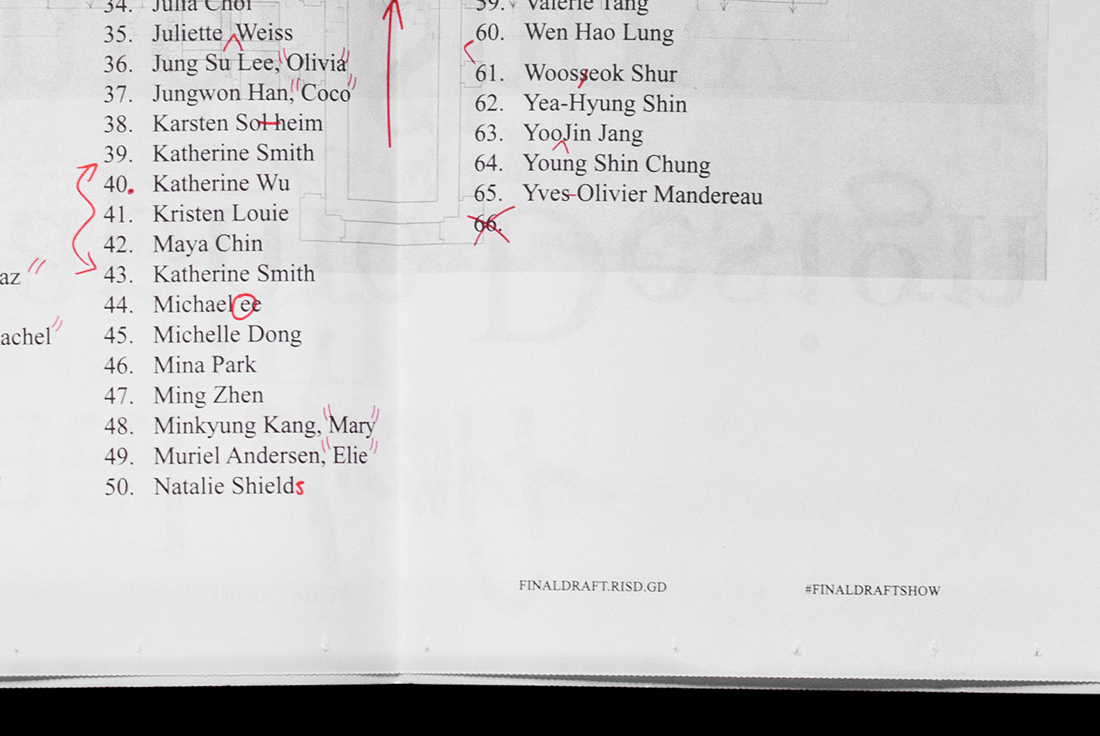 34. Julia Choi
35. Juliette Weiss
36. Jung Su Lee, "Olivia"
37. Jungwon Han, "Coco"
38. Karsten Sol heim
39. Katherine Smith
40. Katherine Wu
41. Kristen Louie
42. Maya Chin
43. Katherine Smith
44. Michael ee
45. Michelle Dong
46. Mina Park
47. Ming Zhen
48. Minkyung Kang, "Mary"
49. Muriel Andersen, "Elie"
50. Natalie Shields
az "
achel"
59. Valerie Tang
60. Wen Hao Lung
61. Woosseok Shur
62. Yea-Hyung Shin
63. YooJin Jang
64. Young Shin Chung
65. Yves-Olivier Mandereau
66.
FINALDRAFT.RISD.GD
#FINALDRAFTSHOW